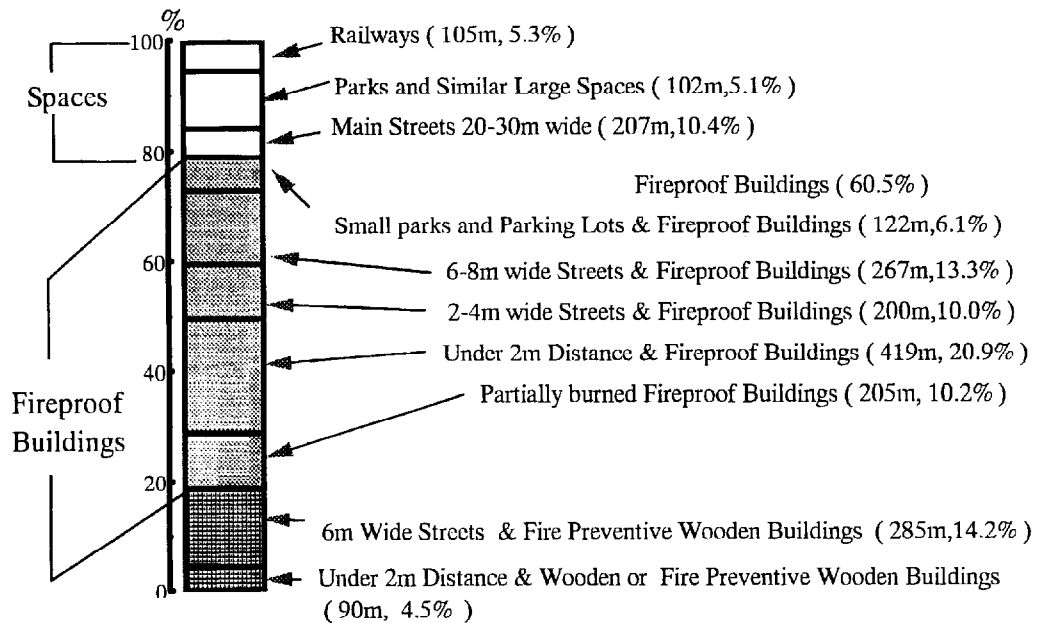 %
100
80
60
40
20
0
Spaces
Fireproof
Buildings
Railways ( 105m, 5.3% )
Parks and Similar Large Spaces ( 102m,5.1% )
Main Streets 20-30m wide ( 207m,10.4% )
Fireproof Buildings ( 60.5% )
Small parks and Parking Lots & Fireproof Buildings ( 122m,6.1% )
6-8m wide Streets & Fireproof Buildings ( 267m,13.3% )
2-4m wide Streets & Fireproof Buildings ( 200m,10.0% )
Under 2m Distance & Fireproof Buildings ( 419m, 20.9% )
Partially burned Fireproof Buildings ( 205m, 10.2% )
6m Wide Streets & Fire Preventive Wooden Buildings ( 285m,14.2% )
Under 2m Distance & Wooden or Fire Preventive Wooden Buildings
( 90m, 4.5% )